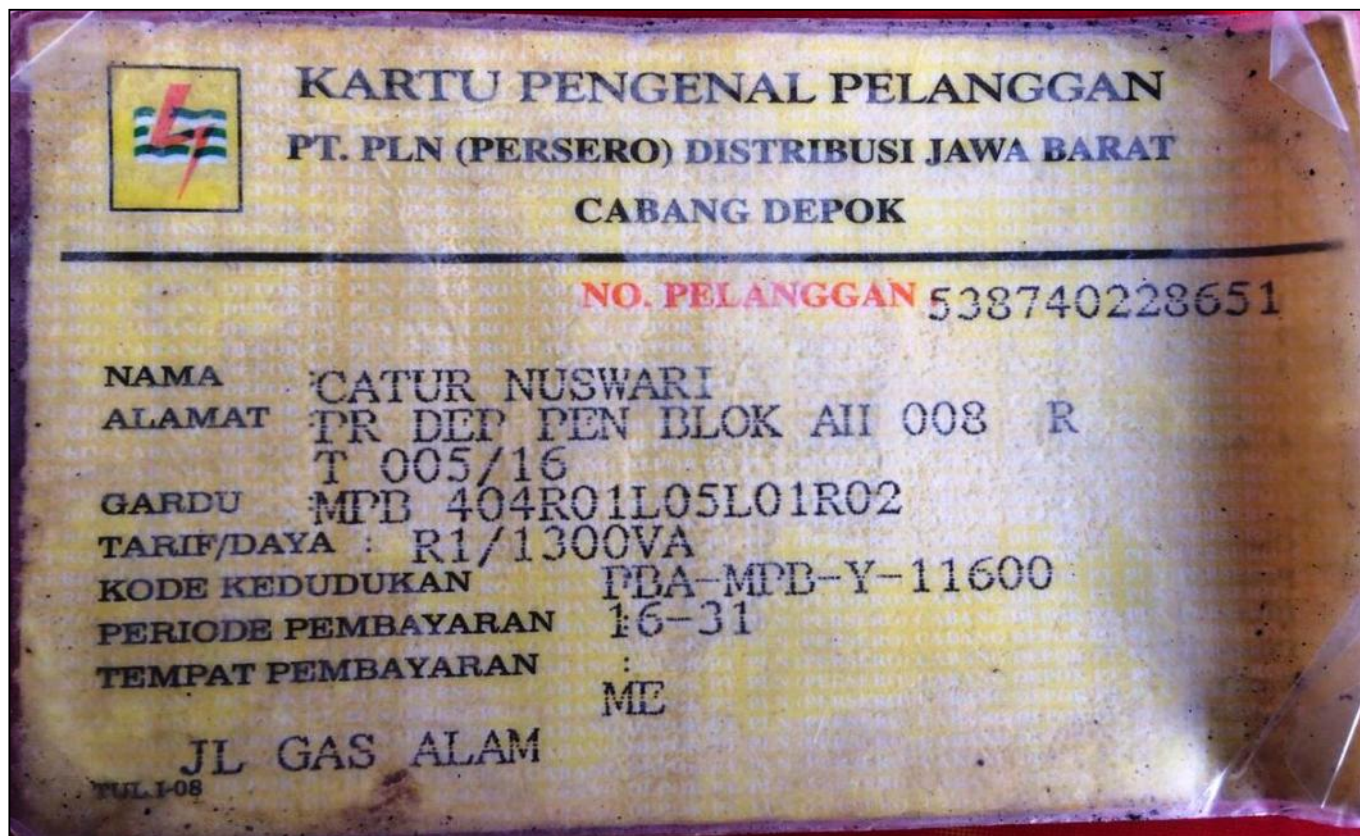 KARTU PENGENAL PELANGGAN
PT. PLN (PERSERO) DISTRIBUSI JAWA BARAT
CABANG DEPOK
NO. PELANGGAN 538740228651
NAMA :CATUR NUSWARI
ALAMAT :PR DEP PEN BLOK AII 008 R
T 005/16
GARDU :MPB 404R01L05L01R02
TARIF/DAYA : R1/1300VA
KODE KEDUDUKAN PBA-MPB-Y-11600
PERIODE PEMBAYARAN : 16-31
TEMPAT PEMBAYARAN :
ME
JL GAS ALAM
TUL.I-08